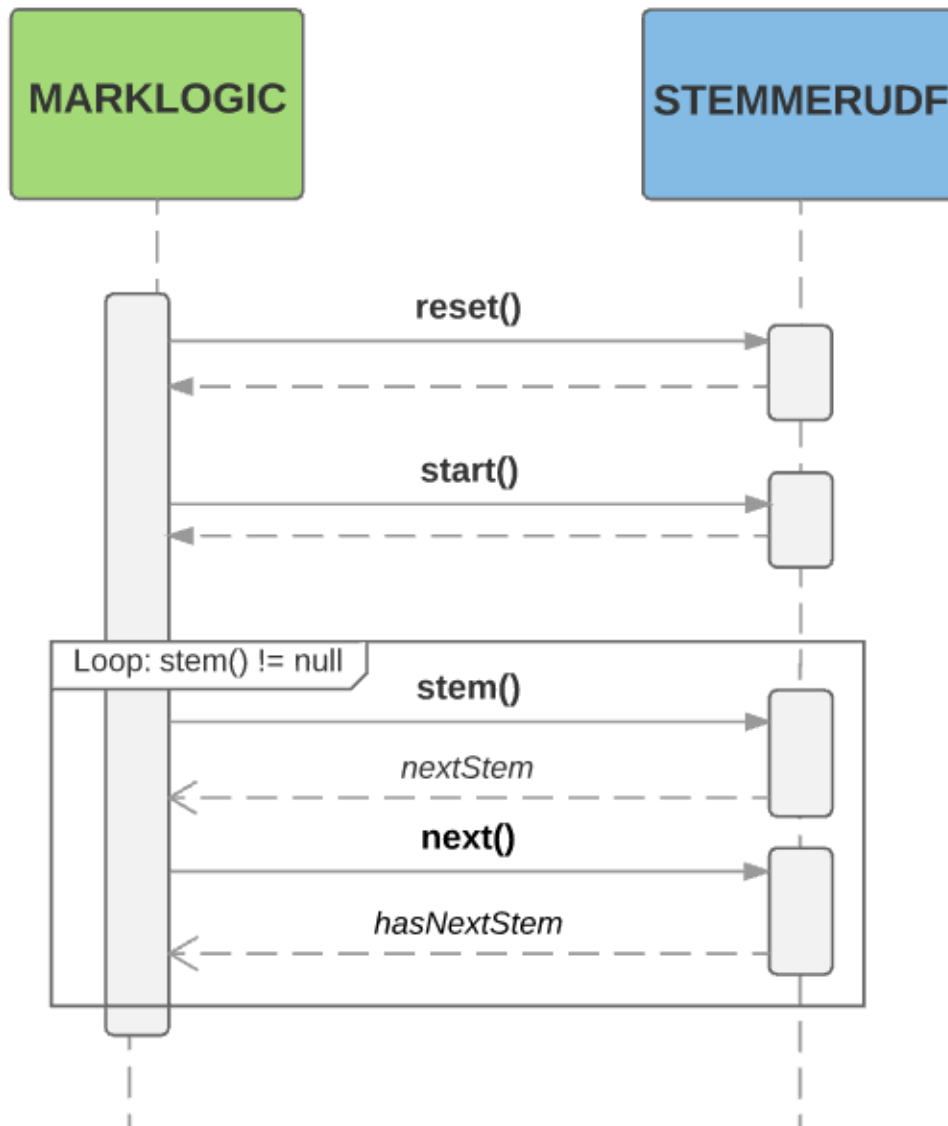 MARKLOGIC
STEMMERUDF
reset()
start()
Loop: stem() != null
stem()
nextStem
next()
hasNextStem